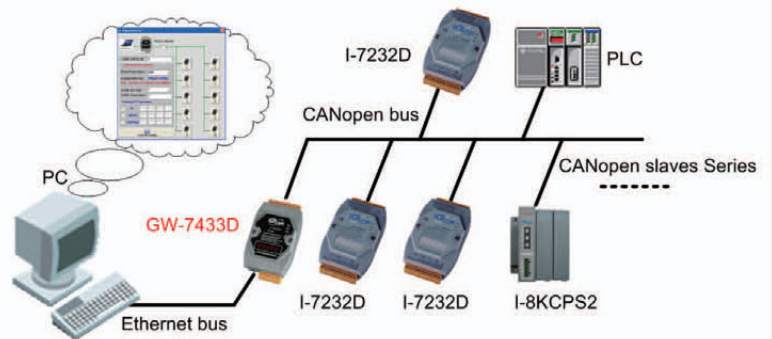 I-7232D
PLC
CANopen bus
CANopen slaves Series
PC
GW-7433D
I-7232D
I-7232D
I-8KCPS2
Ethernet bus